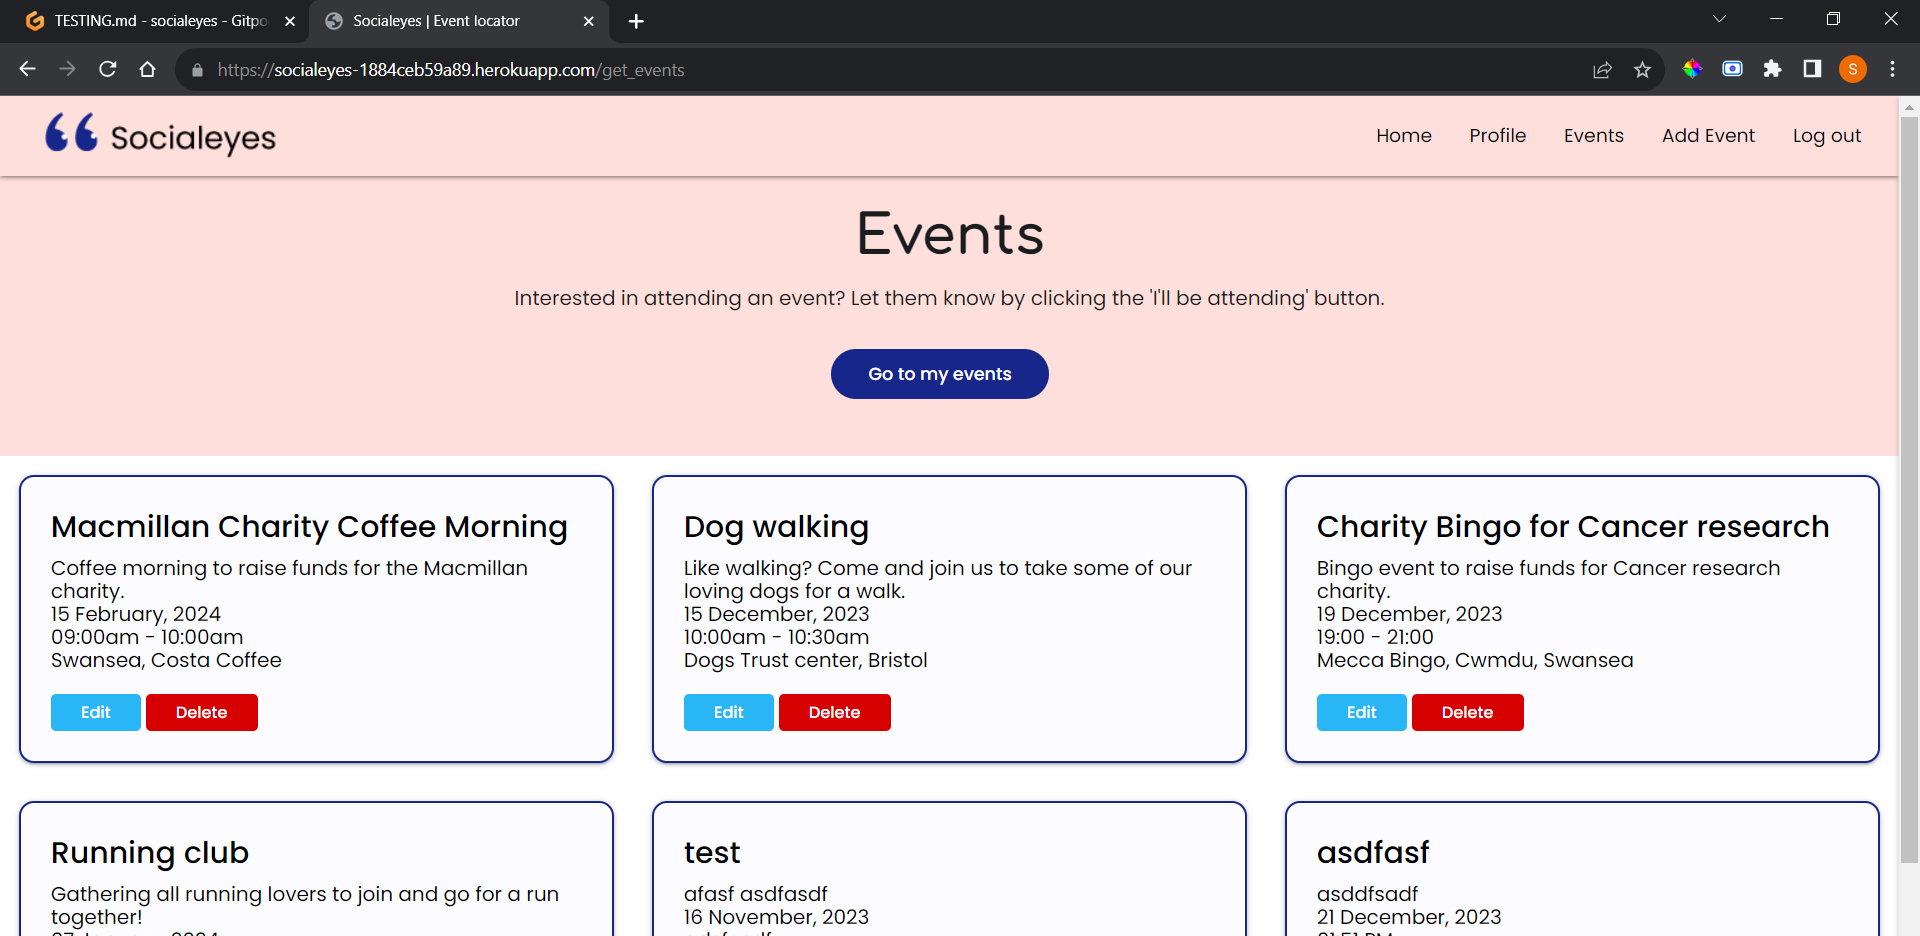 TESTING.md - socialeyes - Gitpo
Socialeyes | Event locator
https://socialeyes-1884ceb59a89.herokuapp.com/get_events
S
Socialeyes
Home
Profile
Events
Add Event
Log out
Events
Interested in attending an event? Let them know by clicking the 'I'll be attending' button.
Go to my events
Macmillan Charity Coffee Morning
Coffee morning to raise funds for the Macmillan
charity.
15 February, 2024
09:00am - 10:00am
Swansea, Costa Coffee
Edit
Delete
Dog walking
Like walking? Come and join us to take some of our
loving dogs for a walk.
15 December, 2023
10:00am - 10:30am
Dogs Trust center, Bristol
Edit
Delete
Charity Bingo for Cancer research
Bingo event to raise funds for Cancer research
charity.
19 December, 2023
19:00 - 21:00
Mecca Bingo, Cwmdu, Swansea
Edit
Delete
Running club
Gathering all running lovers to join and go for a run
together!
test
afasf asdfasdf
16 November, 2023
asdfasf
asddfsadf
21 December, 2023